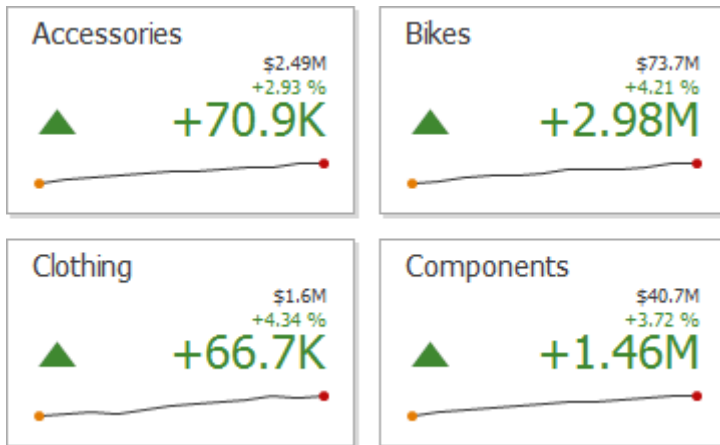 Accessories
$2.49M
+2.93 %
+70.9K
Bikes
$73.7M
+4.21 %
+2.98M
Clothing
$1.6M
+4.34 %
+66.7K
Components
$40.7M
+3.72 %
+1.46M